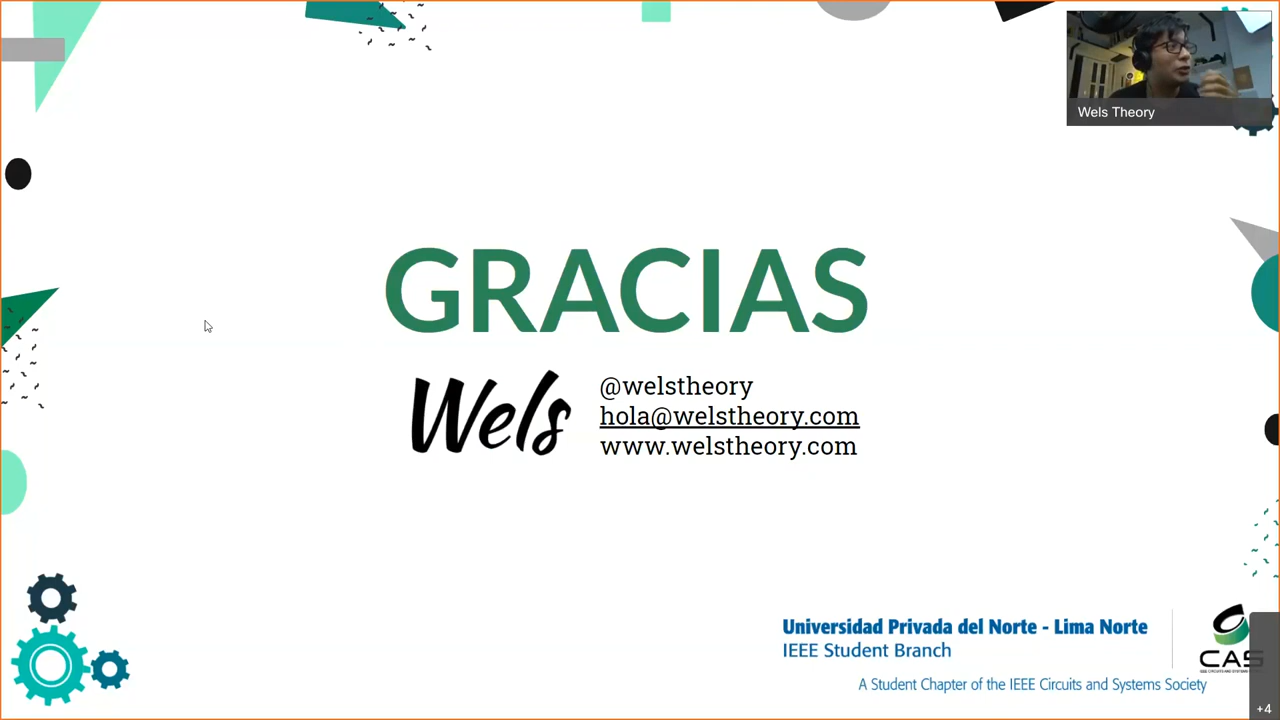 Wels Theory
GRACIAS
Wels
@welstheory
hola@welstheory.com
www.welstheory.com
Universidad Privada del Norte - Lima Norte
IEEE Student Branch
CAS
A Student Chapter of the IEEE Circuits and Systems Society
+4